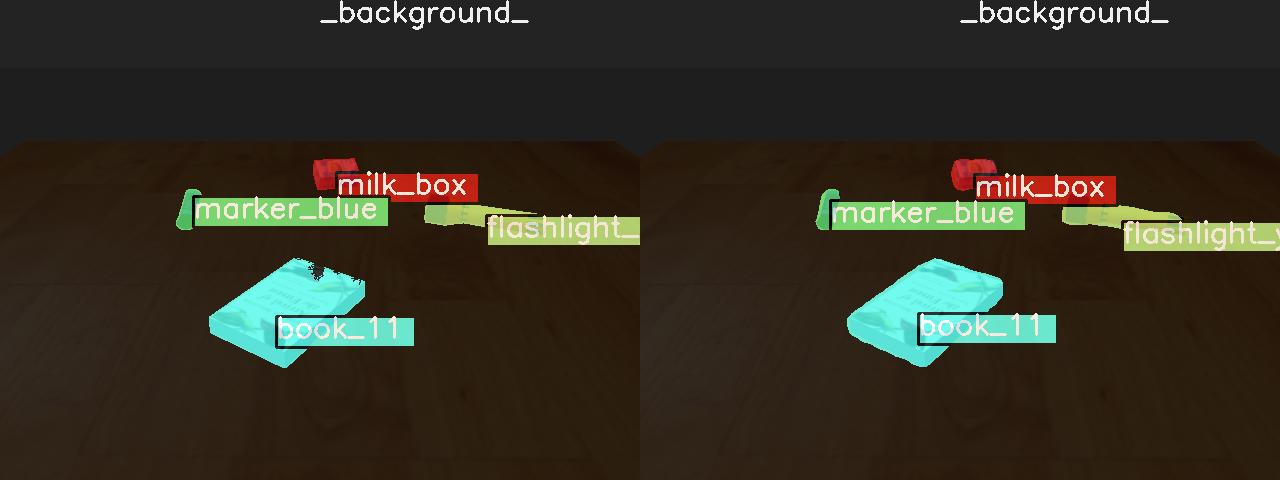 _background_
_background_
milk_box
milk_box
marker_blue
marker_blue
flashlight_
flashlight_y
book_11
book_11